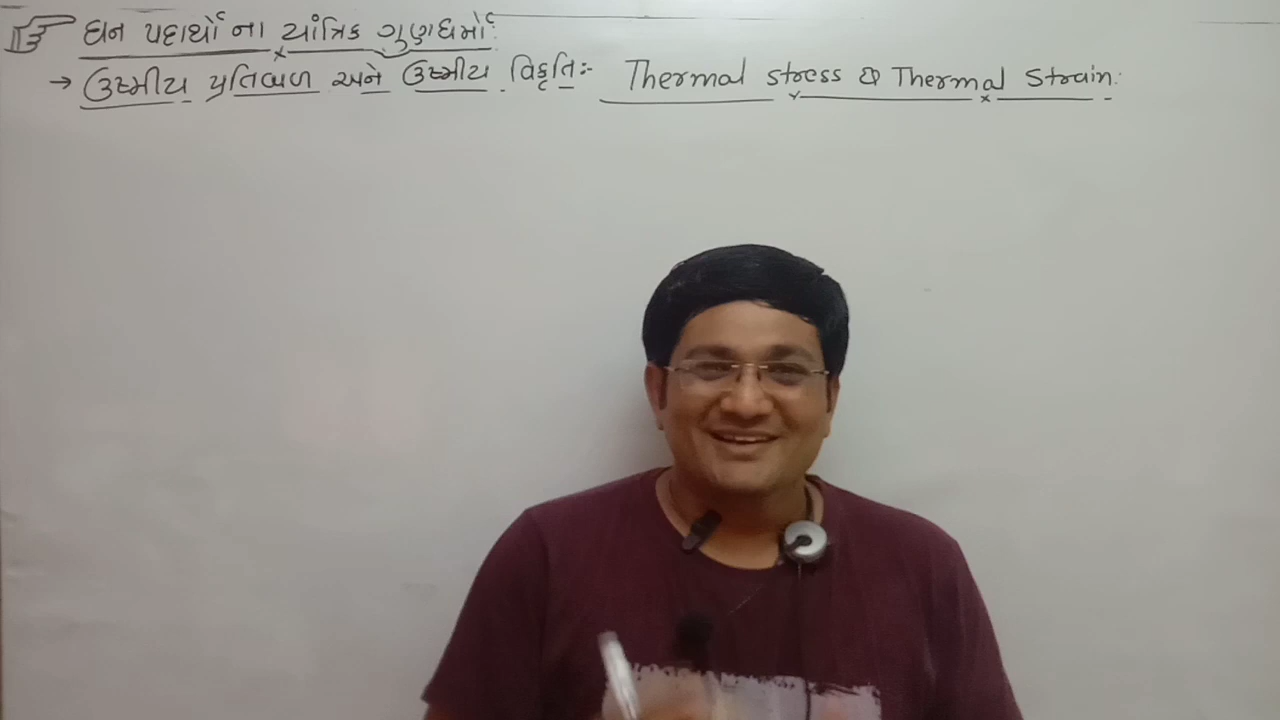 ઘન પદાર્થો ના યાંત્રિક ગુણધર્મો
→ ઉષ્મીય પ્રતિબળ અને ઉષ્મીય વિકૃતિ:- Thermal stress & Thermal Strain: